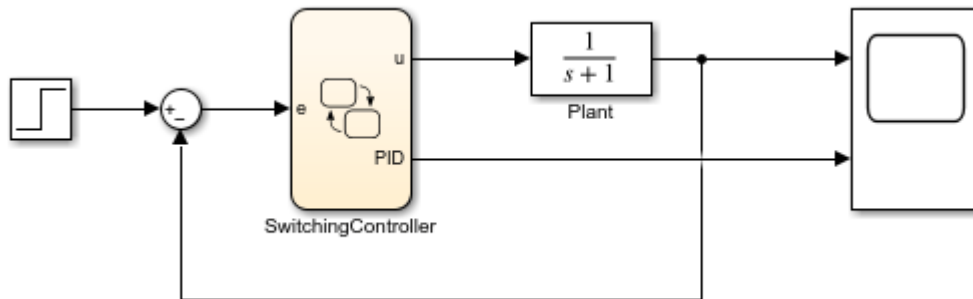 u
1
s + 1
+
−
e
Plant
PID
SwitchingController